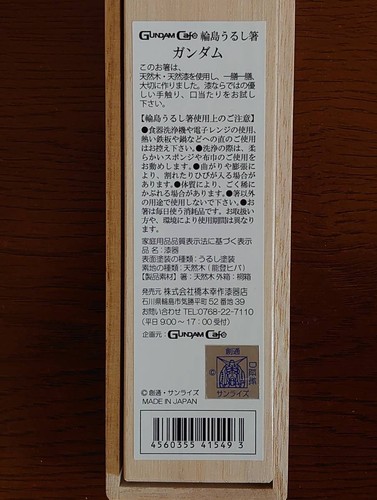 GUNDAM Cafe 輪島うるし箸
ガンダム
このお箸は、
天然木・天然漆を使用し、一膳一膳、
大切に作りました。漆ならではの優
しい手触り、口当たりをお試し
下さい。
【輪島うるし箸使用上のご注意】
●食器洗浄機や電子レンジの使用、
熱い鉄板や鍋などへの直のご使用
はお控え下さい。●洗浄の際は、柔
らかいスポンジや布巾のご使用を
お勧めします。●曲がりや膨張に
より、割れたりひびが入る場合が
あります。●体質により、ごく稀に
かぶれる場合があります。●箸以外
の用途で使用しないで下さい。●お
箸は毎日使う消耗品です。お取扱い
方や、環境により使用期間は異なり
ます。
家庭用品品質表示法に基づく表示
品 名：漆器
表面塗装の種類：うるし塗装
素地の種類：天然木（能登ヒバ）
【製品素材】箸：天然木 外箱：桐箱
発売元 株式会社橋本幸作漆器店
石川県輪島市気勝平町52番地39
お問い合わせ TEL:0768-22-7110
（平日 9:00～17:00 受付）
企画元：GUNDAM Cafe
創通
©
サンライズ
© 創通・サンライズ
MADE IN JAPAN
4560355 415493